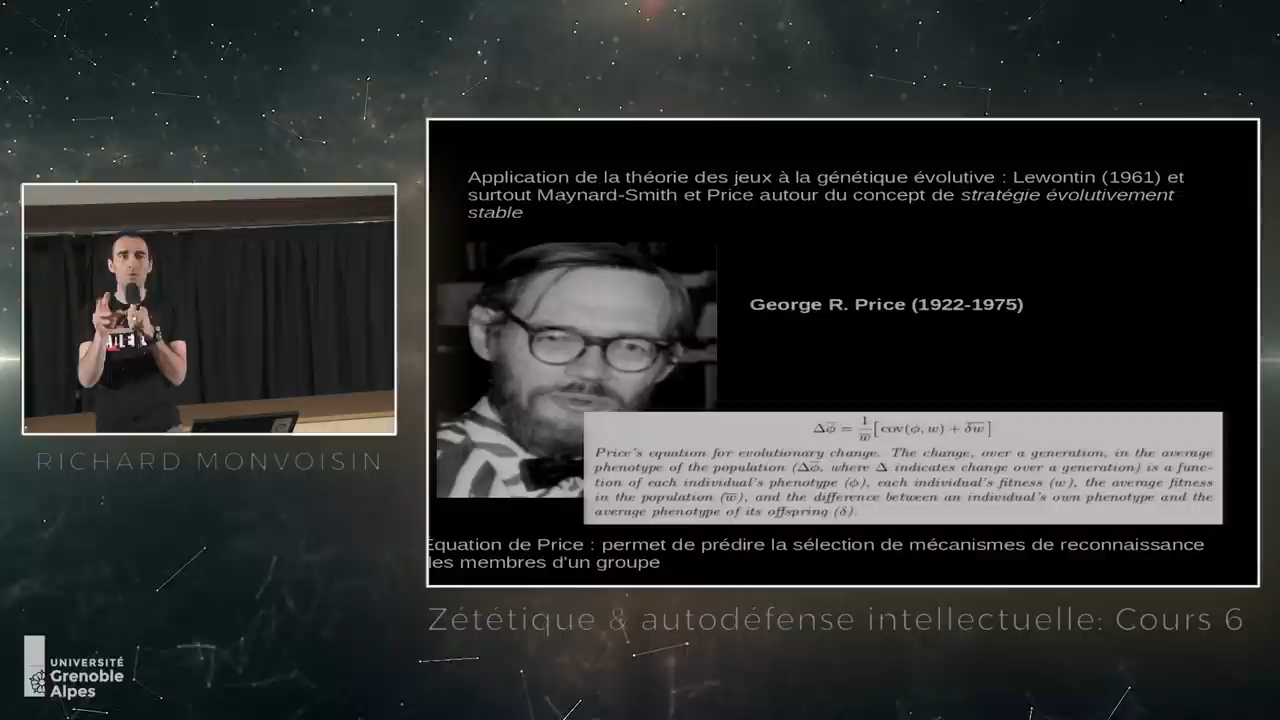 Application de la théorie des jeux à la génétique évolutive : Lewontin (1961) et
surtout Maynard-Smith et Price autour du concept de stratégie évolutivement
stable
George R. Price (1922-1975)
Δϕ̅ = 1/w̅ [ cov(ϕ, w) + δ̅w̅ ]
Price's equation for evolutionary change. The change, over a generation, in the average
phenotype of the population (Δϕ̅, where Δ indicates change over a generation) is a func-
tion of each individual's phenotype (ϕ), each individual's fitness (w), the average fitness
in the population (w̅), and the difference between an individual's own phenotype and the
average phenotype of its offspring (δ).
Equation de Price : permet de prédire la sélection de mécanismes de reconnaissance
les membres d'un groupe
RICHARD MONVOISIN
Zététique & autodéfense intellectuelle: Cours 6
UNIVERSITÉ
Grenoble
Alpes